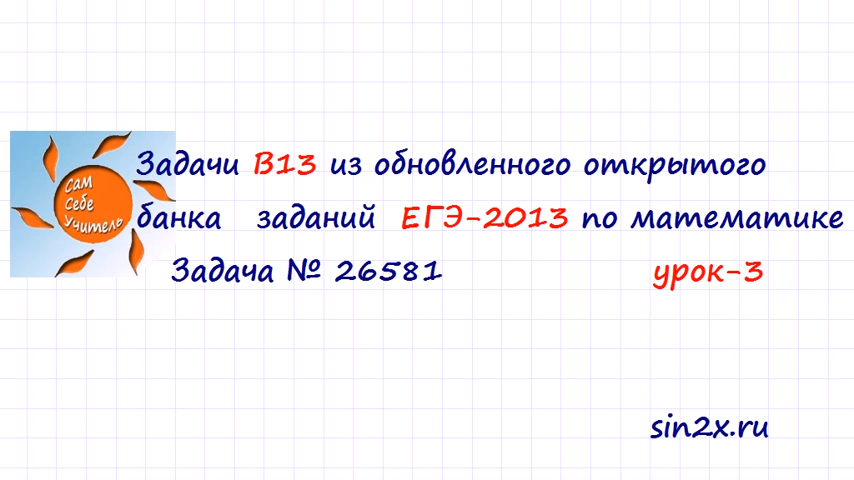 Сам
Себе
Учитель
Задачи В13 из обновленного открытого
банка заданий ЕГЭ-2013 по математике
Задача № 26581 урок-3
sin2x.ru